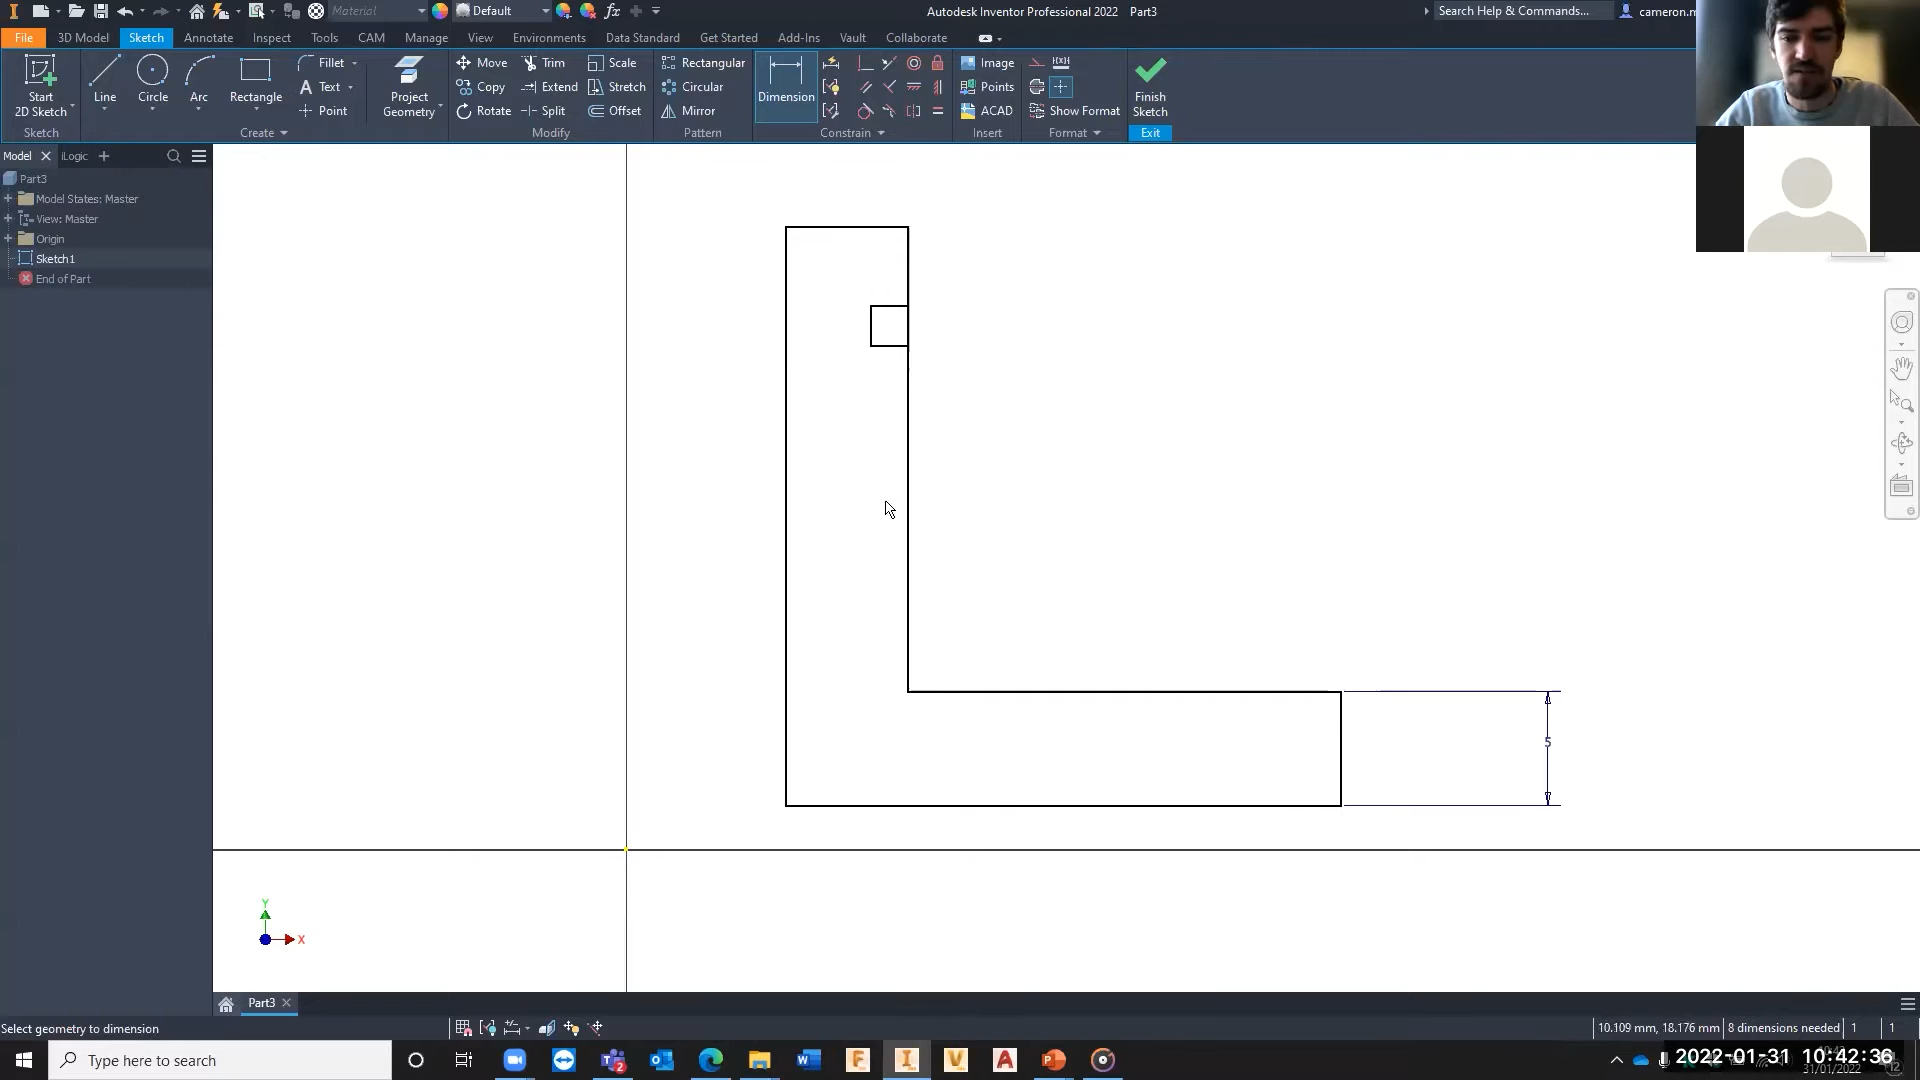 Material
Default
fx
Autodesk Inventor Professional 2022 Part3
Search Help & Commands...
cameron.m
File 3D Model Sketch Annotate Inspect Tools CAM Manage View Environments Data Standard Get Started Add-Ins Vault Collaborate
Start
2D Sketch
Line
Circle
Arc
Rectangle
Fillet
Text
Point
Project
Geometry
Move
Copy
Rotate
Trim
Extend
Split
Scale
Stretch
Offset
Rectangular
Circular
Mirror
Dimension
Image
Points
ACAD
Show Format
Finish
Sketch
Sketch Create Modify Pattern Constrain Insert Format Exit
Model iLogic
Part3
Model States: Master
View: Master
Origin
Sketch1
End of Part
5
Y
X
Part3
Select geometry to dimension
10.109 mm, 18.176 mm 8 dimensions needed 1 1
Type here to search
2022-01-31 10:42:36
31/01/2022